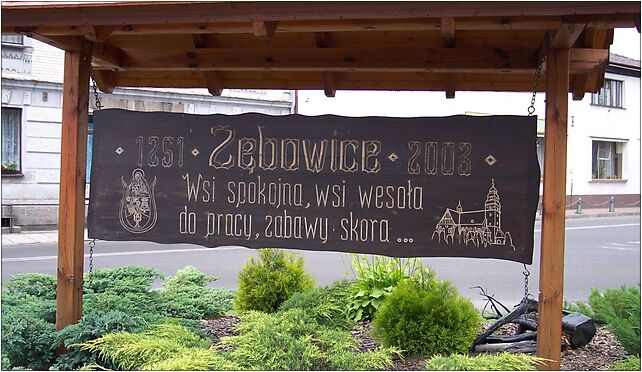 · 1251 · Zębowice · 2003 ·
Wsi spokojna, wsi wesoła
do pracy, zabawy skora ...